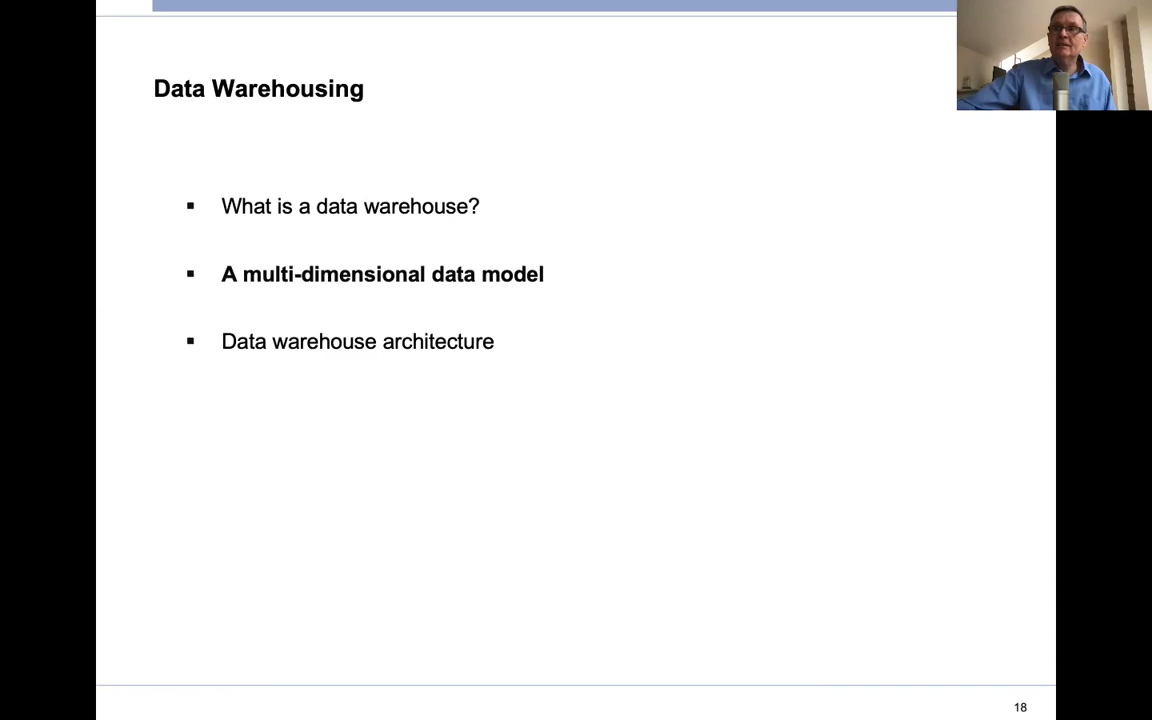 Data Warehousing
▪ What is a data warehouse?
▪ A multi-dimensional data model
▪ Data warehouse architecture
18